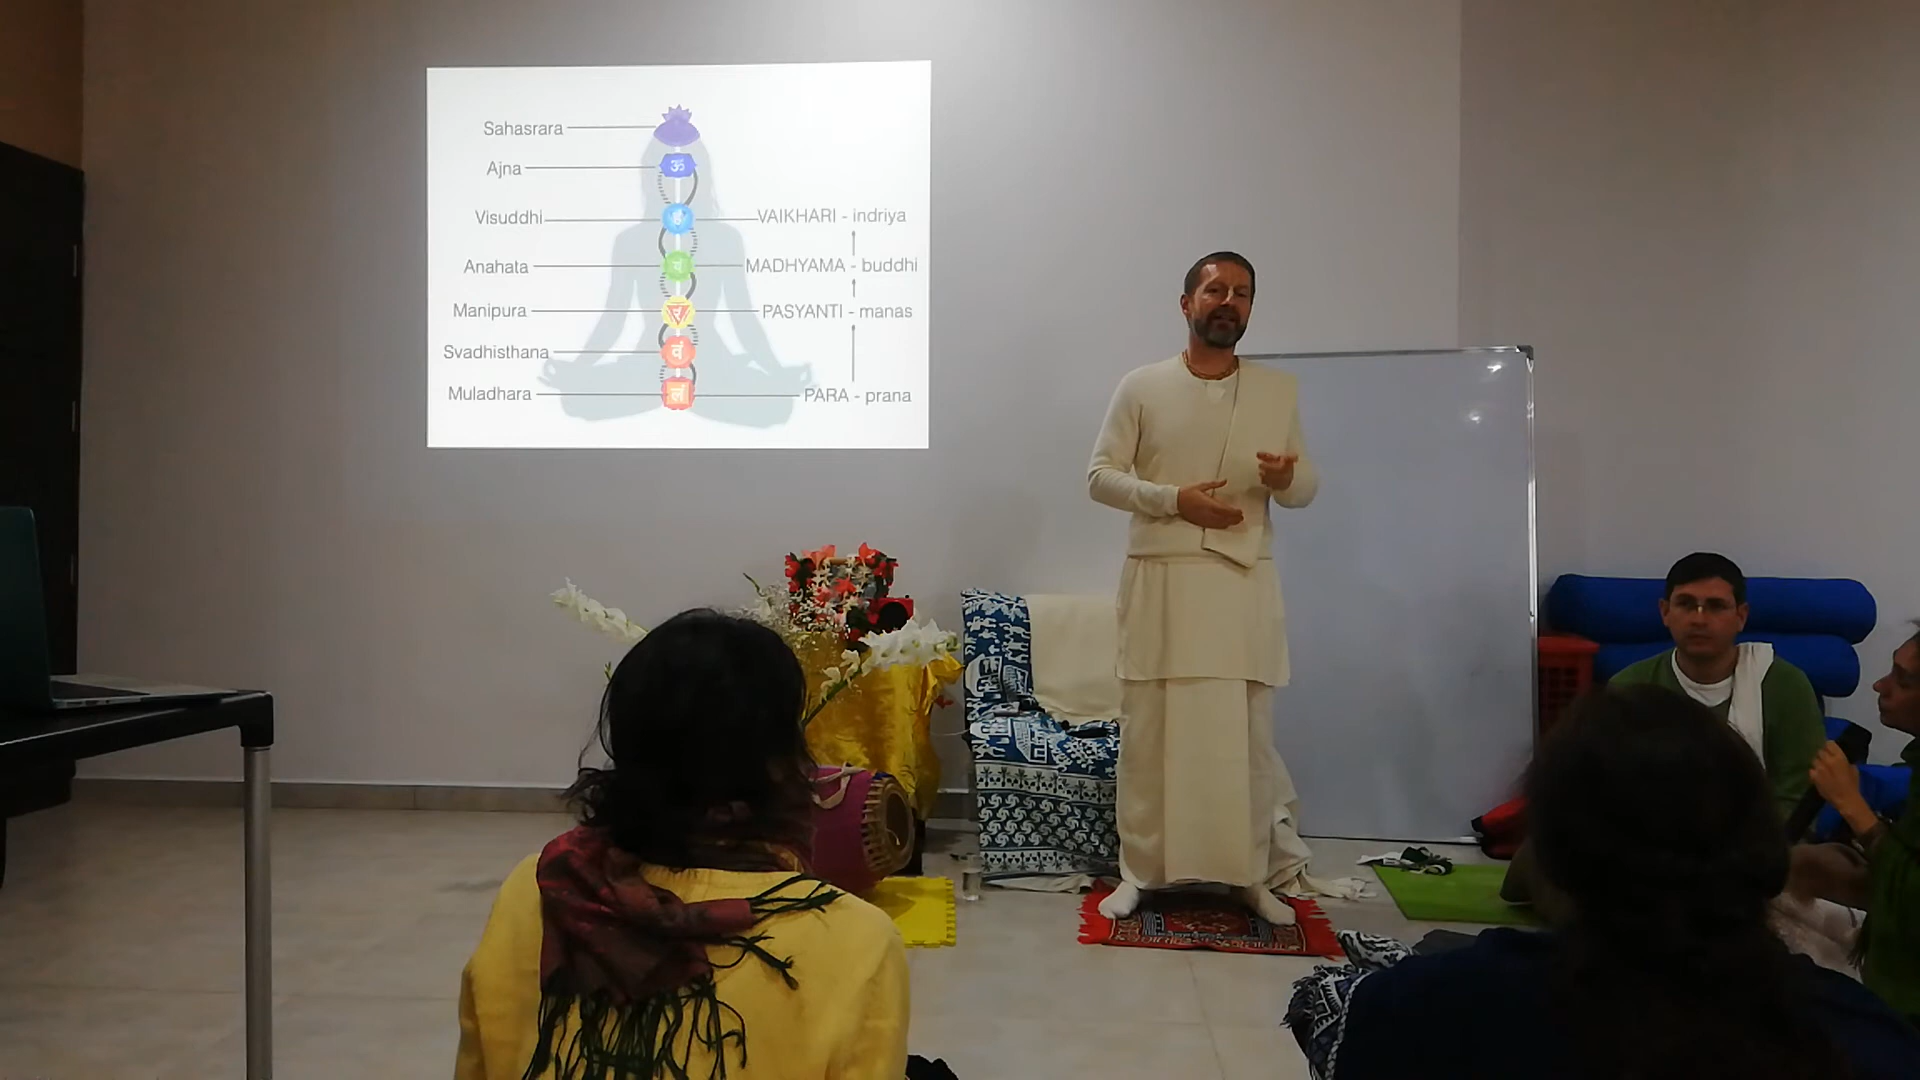 Sahasrara
Ajna ॐ
Visuddhi हं VAIKHARI - indriya
Anahata यं MADHYAMA - buddhi
Manipura रं PASYANTI - manas
Svadhisthana वं
Muladhara लं PARA - prana